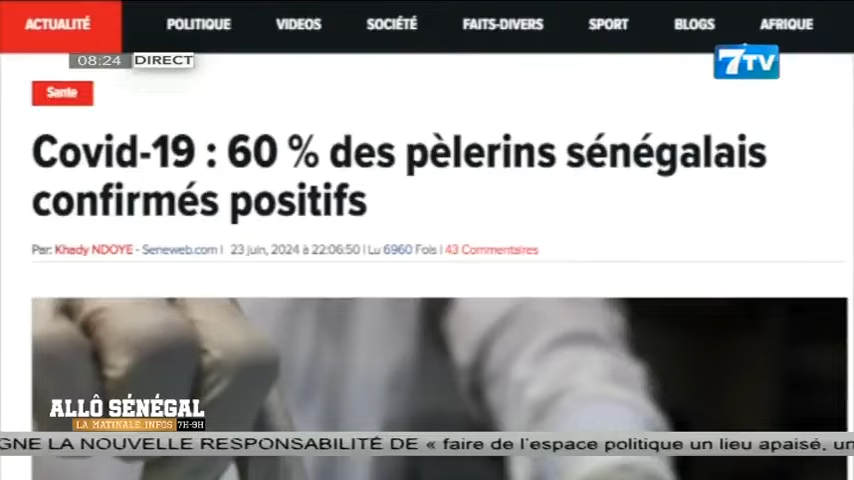 ACTUALITÉ POLITIQUE VIDEOS SOCIÉTÉ FAITS-DIVERS SPORT BLOGS AFRIQUE
08:24 DIRECT
7TV
Sante
Covid-19 : 60 % des pèlerins sénégalais
confirmés positifs
Par: Khady NDOYE - Seneweb.com | 23 juin, 2024 à 22:06:50 | Lu 6960 Fois | 43 Commentaires
ALLÔ SÉNÉGAL
LA MATINALE INFOS 7H-9H
GNE LA NOUVELLE RESPONSABILITÉ DE « faire de l'espace politique un lieu apaisé, un